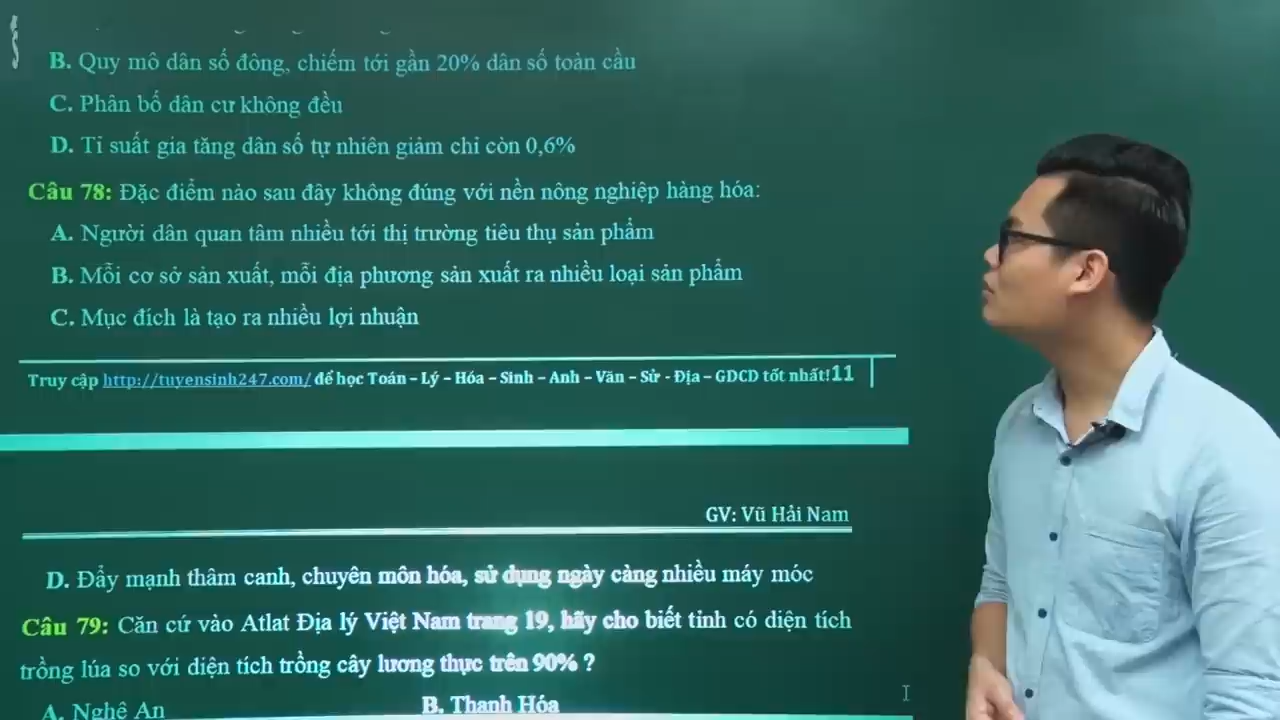 B. Quy mô dân số đông, chiếm tới gần 20% dân số toàn cầu
C. Phân bố dân cư không đều
D. Tỉ suất gia tăng dân số tự nhiên giảm chỉ còn 0,6%
Câu 78: Đặc điểm nào sau đây không đúng với nền nông nghiệp hàng hóa:
A. Người dân quan tâm nhiều tới thị trường tiêu thụ sản phẩm
B. Mỗi cơ sở sản xuất, mỗi địa phương sản xuất ra nhiều loại sản phẩm
C. Mục đích là tạo ra nhiều lợi nhuận
Truy cập http://tuyensinh247.com/ để học Toán – Lý – Hóa – Sinh – Anh – Văn – Sử - Địa – GDCD tốt nhất! 11
GV: Vũ Hải Nam
D. Đẩy mạnh thâm canh, chuyên môn hóa, sử dụng ngày càng nhiều máy móc
Câu 79: Căn cứ vào Atlat Địa lý Việt Nam trang 19, hãy cho biết tỉnh có diện tích
trồng lúa so với diện tích trồng cây lương thực trên 90% ?
A. Nghệ An B. Thanh Hóa